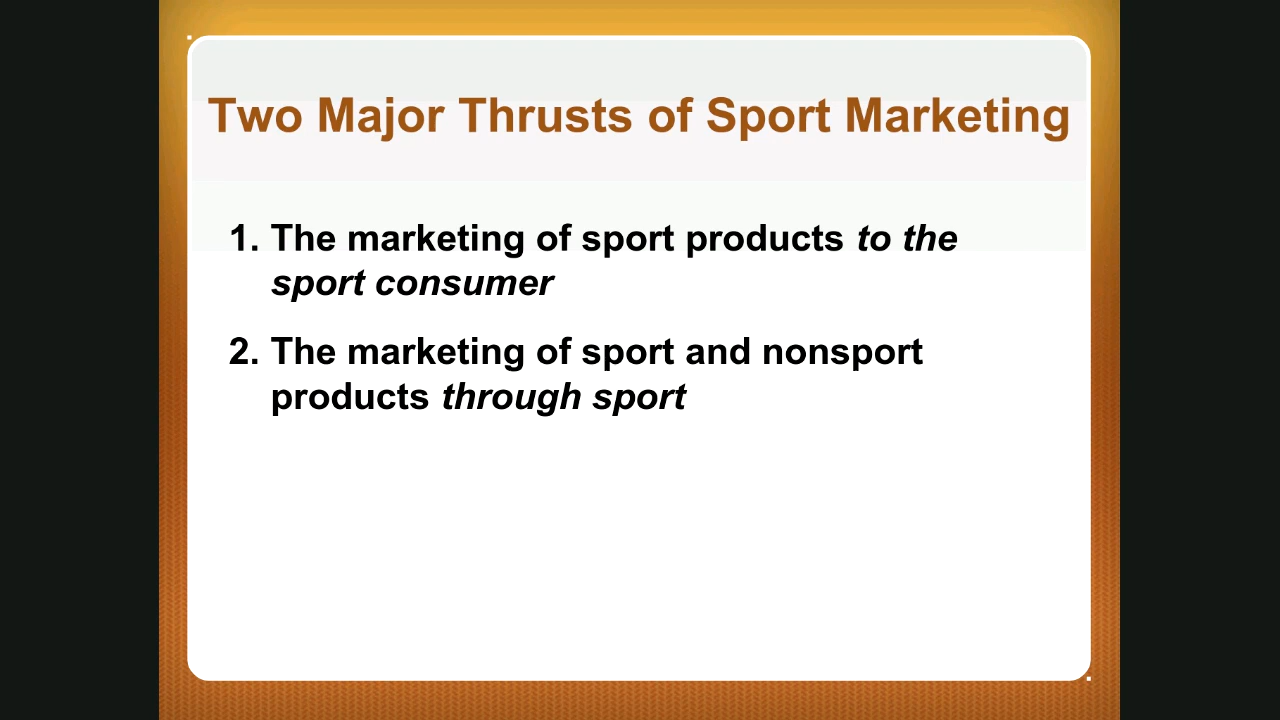 Two Major Thrusts of Sport Marketing
1. The marketing of sport products to the
sport consumer
2. The marketing of sport and nonsport
products through sport